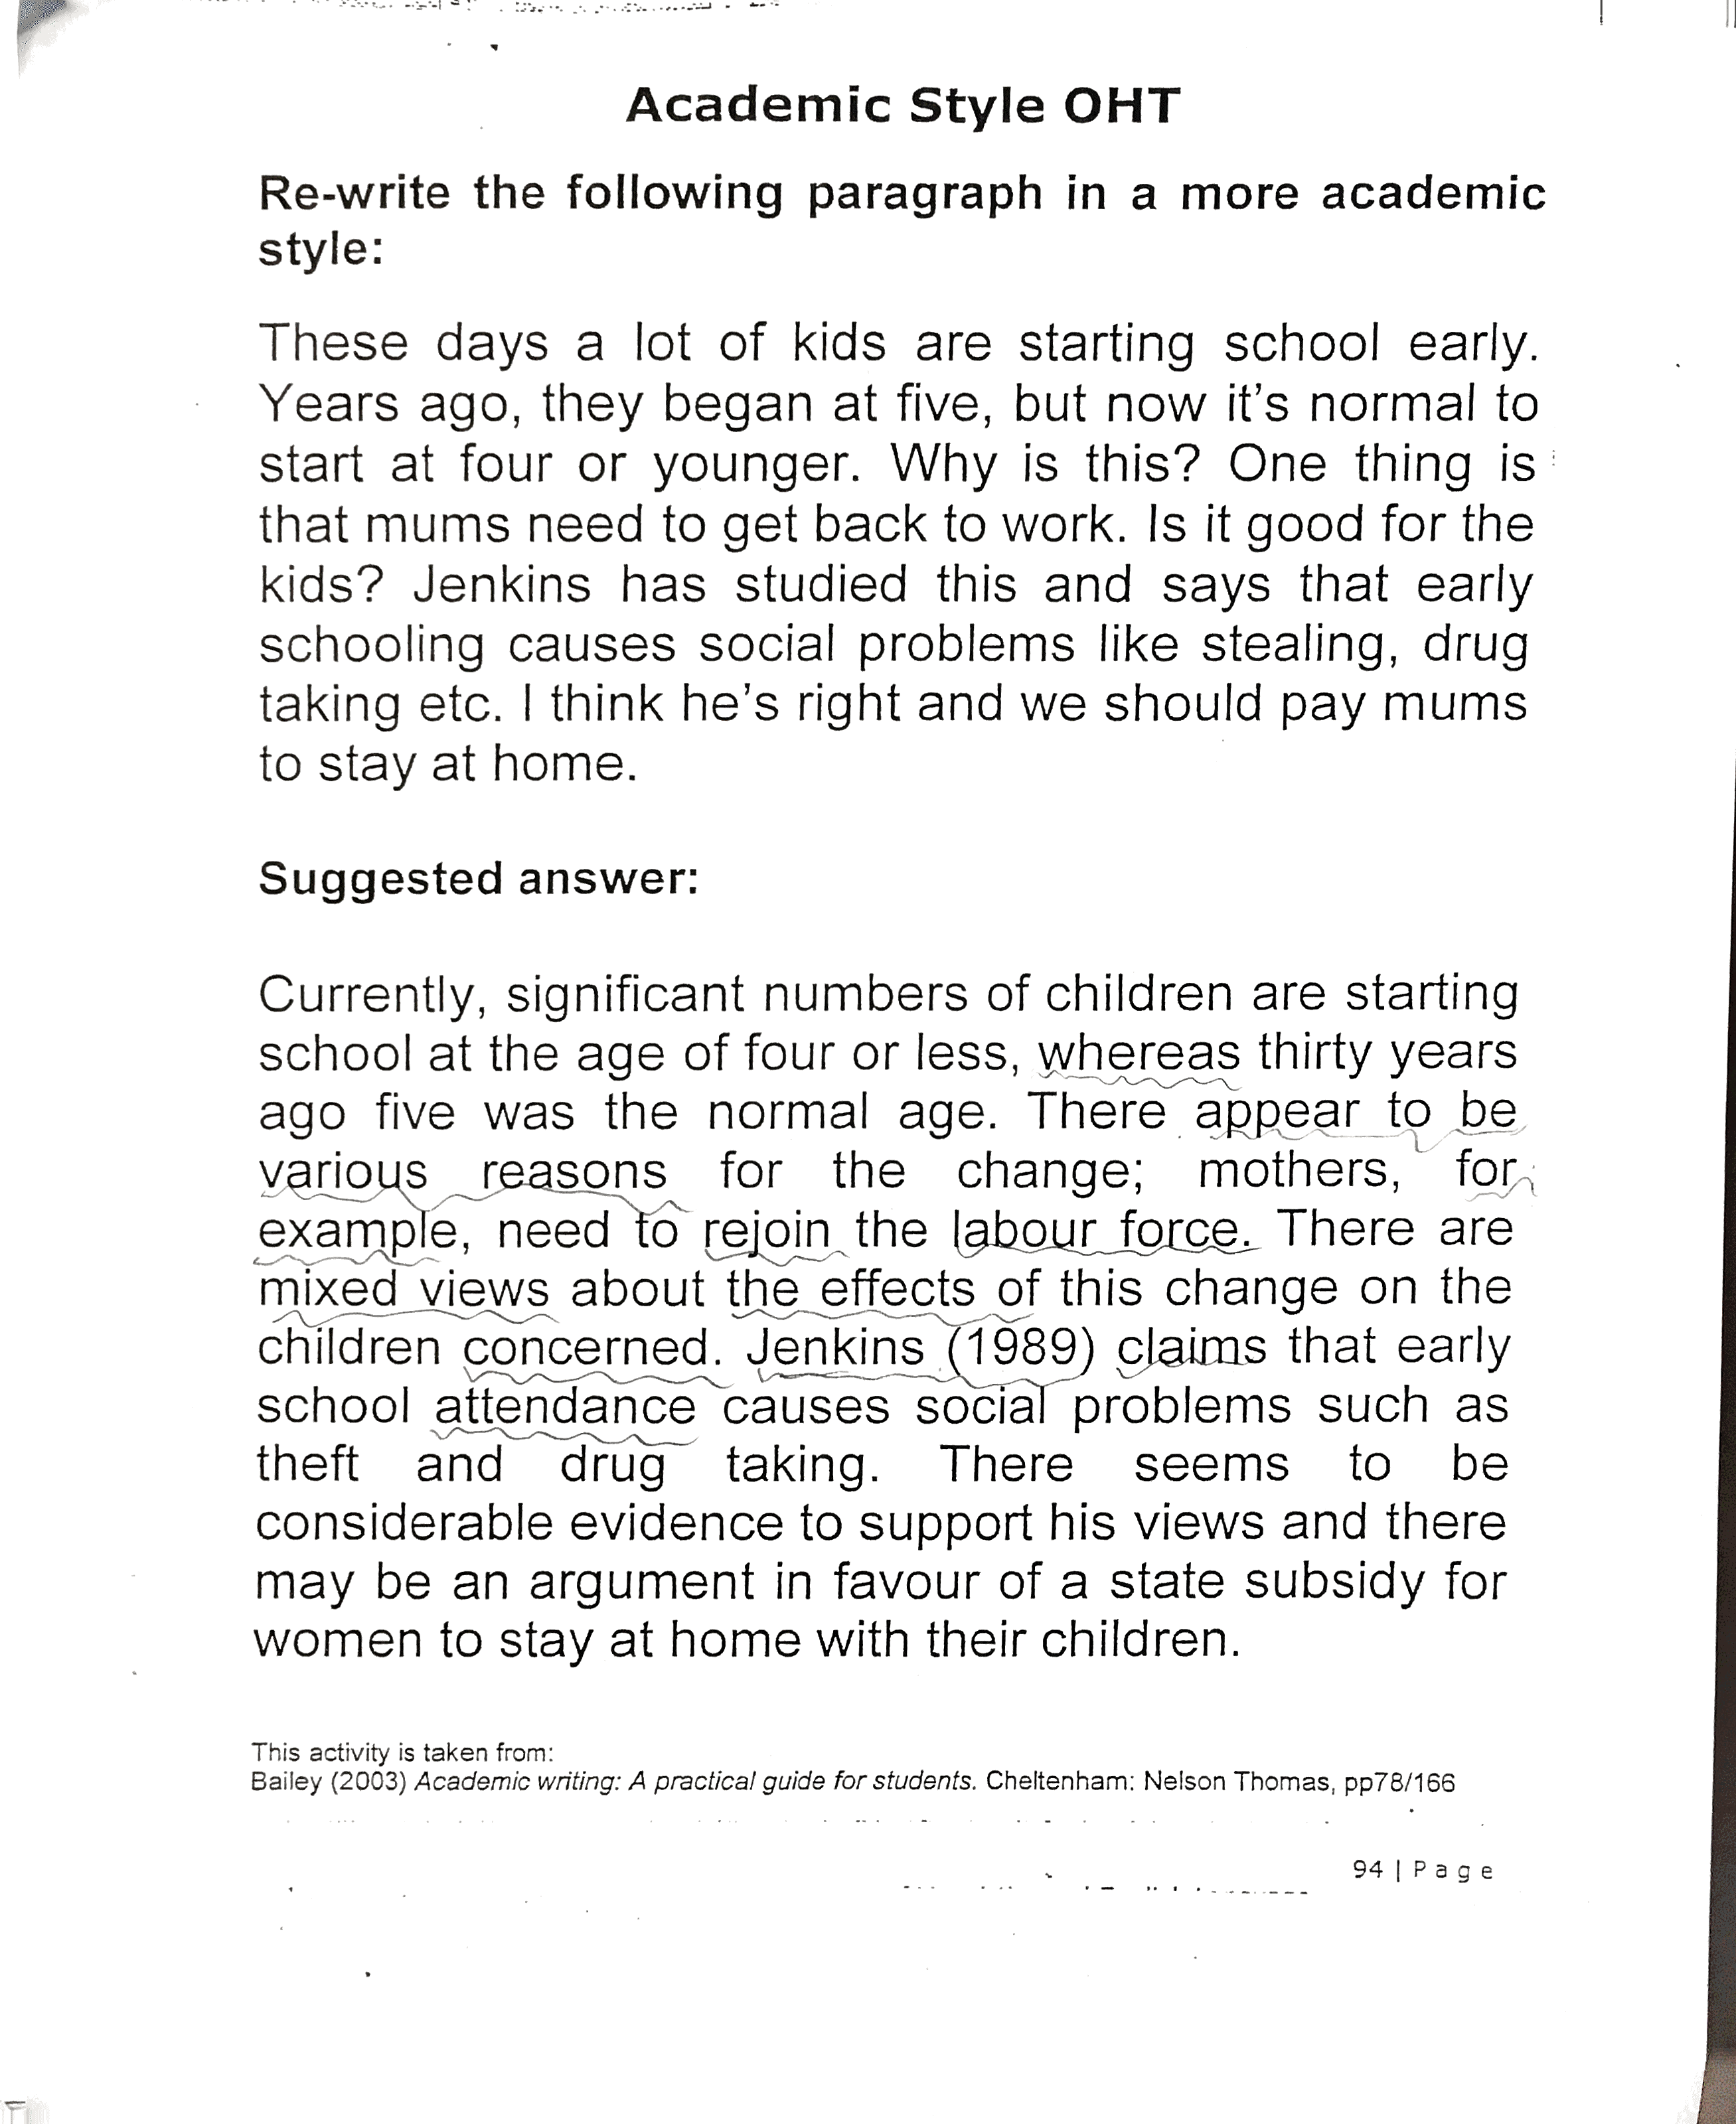 Academic Style OHT
Re-write the following paragraph in a more academic
style:
These days a lot of kids are starting school early.
Years ago, they began at five, but now it's normal to
start at four or younger. Why is this? One thing is
that mums need to get back to work. Is it good for the
kids? Jenkins has studied this and says that early
schooling causes social problems like stealing, drug
taking etc. I think he's right and we should pay mums
to stay at home.
Suggested answer:
Currently, significant numbers of children are starting
school at the age of four or less, whereas thirty years
ago five was the normal age. There appear to be
various reasons for the change; mothers, for
example, need to rejoin the labour force. There are
mixed views about the effects of this change on the
children concerned. Jenkins (1989) claims that early
school attendance causes social problems such as
theft and drug taking. There seems to be
considerable evidence to support his views and there
may be an argument in favour of a state subsidy for
women to stay at home with their children.
This activity is taken from:
Bailey (2003) Academic writing: A practical guide for students. Cheltenham: Nelson Thomas, pp78/166
94 | Page